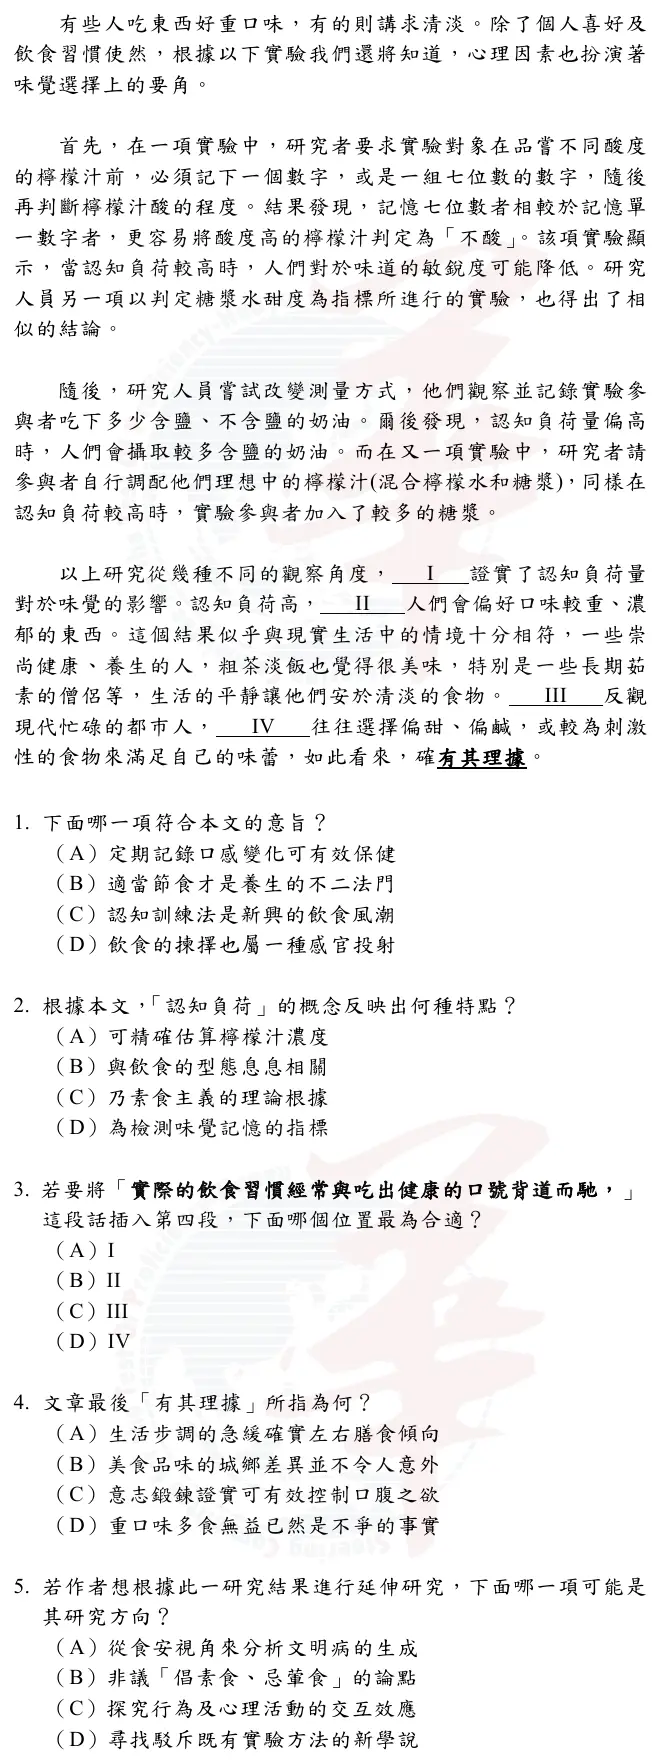 有些人吃東西好重口味，有的則講求清淡。除了個人喜好及
飲食習慣使然，根據以下實驗我們還將知道，心理因素也扮演著
味覺選擇上的要角。
首先，在一項實驗中，研究者要求實驗對象在品嘗不同酸度
的檸檬汁前，必須記下一個數字，或是一組七位數的數字，隨後
再判斷檸檬汁酸的程度。結果發現，記憶七位數者相較於記憶單
一數字者，更容易將酸度高的檸檬汁判定為「不酸」。該項實驗顯
示，當認知負荷較高時，人們對於味道的敏銳度可能降低。研究
人員另一項以判定糖漿水甜度為指標所進行的實驗，也得出了相
似的結論。
隨後，研究人員嘗試改變測量方式，他們觀察並記錄實驗參
與者吃下多少含鹽、不含鹽的奶油。爾後發現，認知負荷量偏高
時，人們會攝取較多含鹽的奶油。而在又一項實驗中，研究者請
參與者自行調配他們理想中的檸檬汁(混合檸檬水和糖漿)，同樣在
認知負荷較高時，實驗參與者加入了較多的糖漿。
以上研究從幾種不同的觀察角度，＿＿I＿＿證實了認知負荷量
對於味覺的影響。認知負荷高，＿＿II＿＿人們會偏好口味較重、濃
郁的東西。這個結果似乎與現實生活中的情境十分相符，一些崇
尚健康、養生的人，粗茶淡飯也覺得很美味，特別是一些長期茹
素的僧侶等，生活的平靜讓他們安於清淡的食物。＿＿III＿＿反觀
現代忙碌的都市人，＿＿IV＿＿往往選擇偏甜、偏鹹，或較為刺激
性的食物來滿足自己的味蕾，如此看來，確有其理據。
1. 下面哪一項符合本文的意旨？
（A）定期記錄口感變化可有效保健
（B）適當節食才是養生的不二法門
（C）認知訓練法是新興的飲食風潮
（D）飲食的揀擇也屬一種感官投射
2. 根據本文，「認知負荷」的概念反映出何種特點？
（A）可精確估算檸檬汁濃度
（B）與飲食的型態息息相關
（C）乃素食主義的理論根據
（D）為檢測味覺記憶的指標
3. 若要將「實際的飲食習慣經常與吃出健康的口號背道而馳，」
這段話插入第四段，下面哪個位置最為合適？
（A）I
（B）II
（C）III
（D）IV
4. 文章最後「有其理據」所指為何？
（A）生活步調的急緩確實左右膳食傾向
（B）美食品味的城鄉差異並不令人意外
（C）意志鍛鍊證實可有效控制口腹之欲
（D）重口味多食無益已然是不爭的事實
5. 若作者想根據此一研究結果進行延伸研究，下面哪一項可能是
其研究方向？
（A）從食安視角來分析文明病的生成
（B）非議「倡素食、忌葷食」的論點
（C）探究行為及心理活動的交互效應
（D）尋找駁斥既有實驗方法的新學說